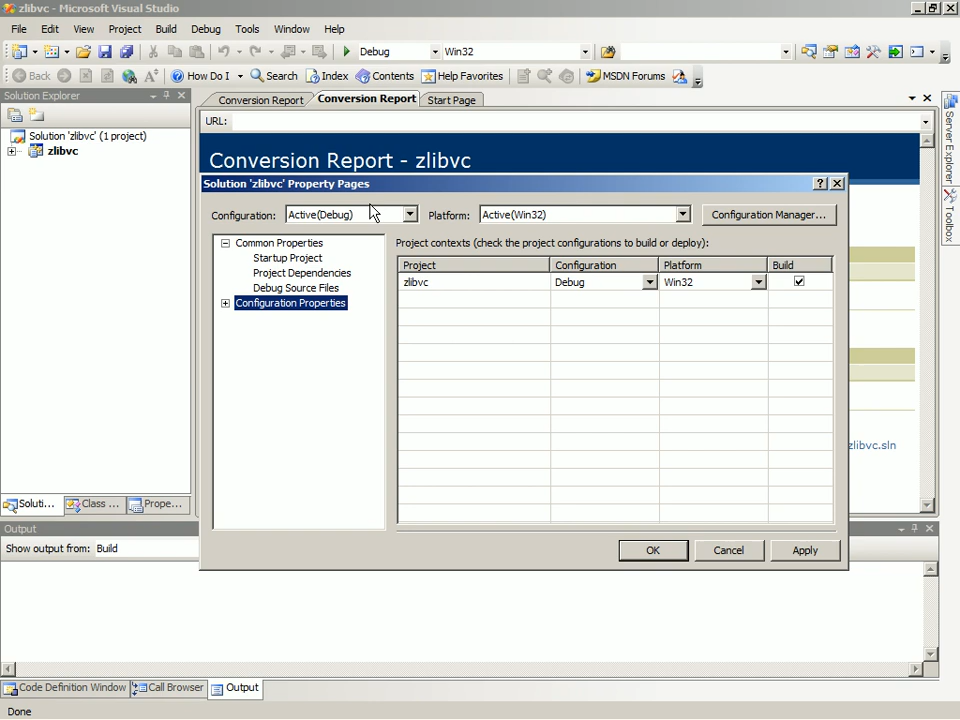 zlibvc - Microsoft Visual Studio
File Edit View Project Build Debug Tools Window Help
Debug Win32
Back How Do I Search Index Contents Help Favorites MSDN Forums
Solution Explorer
Conversion Report Conversion Report Start Page
URL:
Solution 'zlibvc' (1 project)
zlibvc
Conversion Report - zlibvc
Solution 'zlibvc' Property Pages
Configuration: Active(Debug) Platform: Active(Win32) Configuration Manager...
Common Properties
Startup Project
Project Dependencies
Debug Source Files
Configuration Properties
Project contexts (check the project configurations to build or deploy):
Project Configuration Platform Build
zlibvc Debug Win32
zlibvc.sln
OK Cancel Apply
Server Explorer
Toolbox
Soluti... Class ... Prope...
Output
Show output from: Build
Code Definition Window Call Browser Output
Done